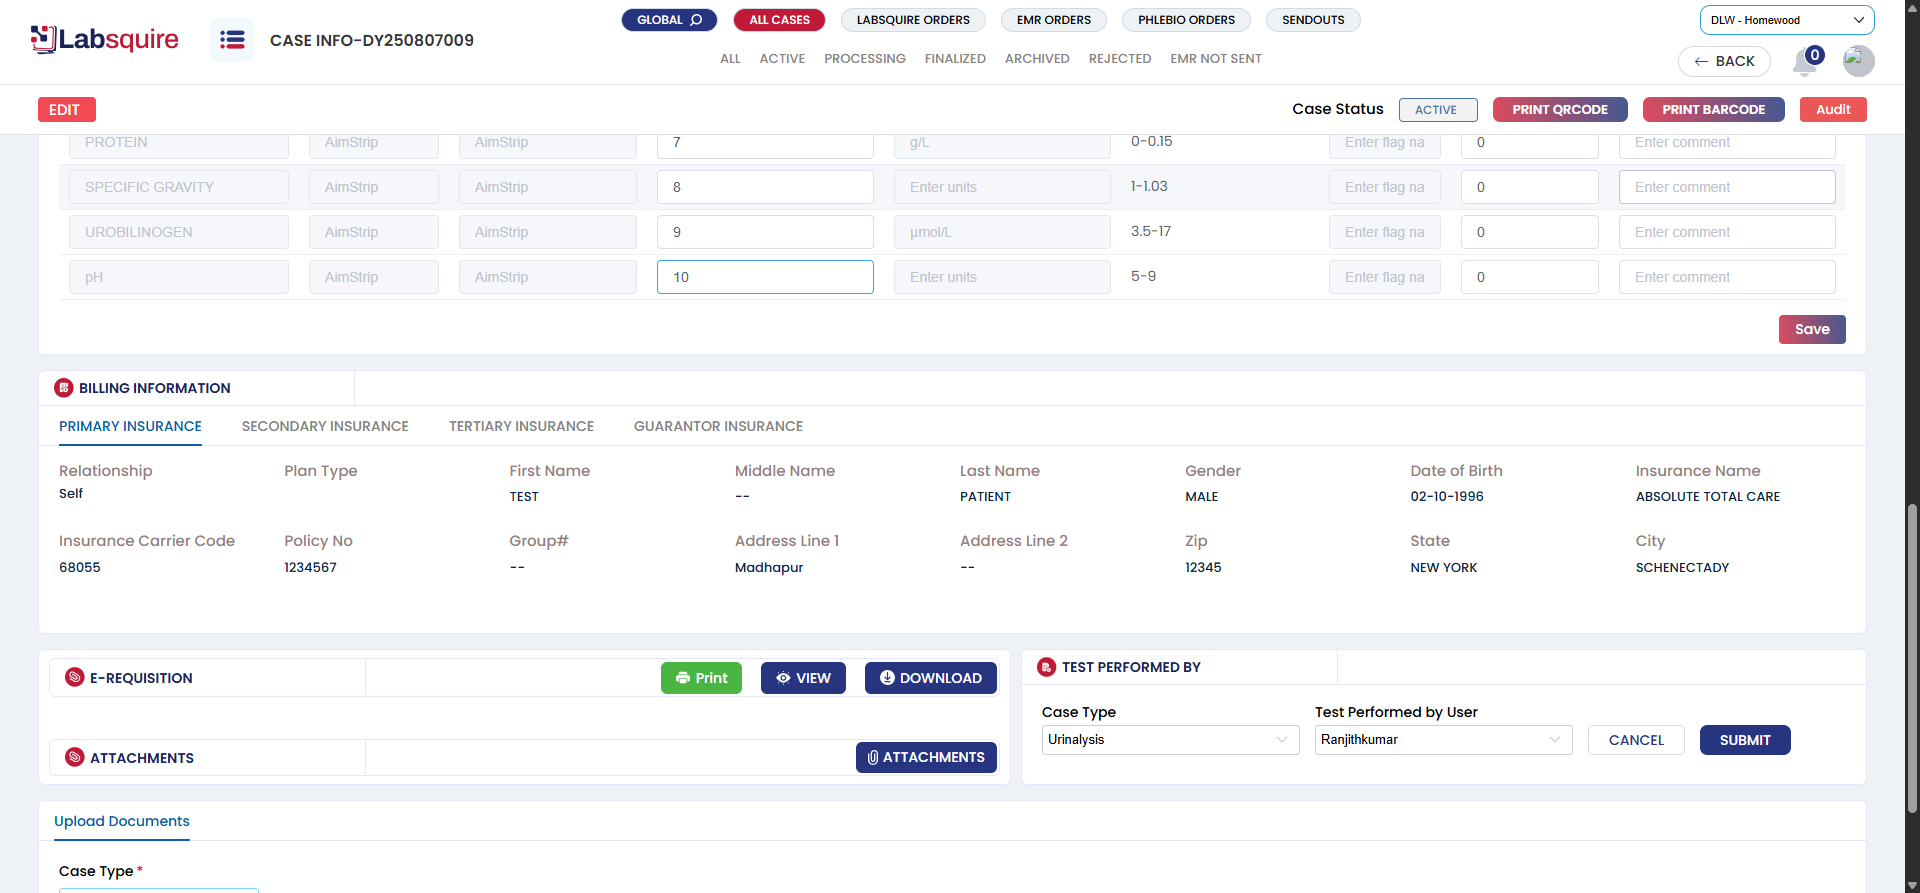 Labsquire
CASE INFO-DY250807009
GLOBAL
ALL CASES
LABSQUIRE ORDERS
EMR ORDERS
PHLEBIO ORDERS
SENDOUTS
ALL
ACTIVE
PROCESSING
FINALIZED
ARCHIVED
REJECTED
EMR NOT SENT
DLW - Homewood
BACK
0
EDIT
Case Status
ACTIVE
PRINT QRCODE
PRINT BARCODE
Audit
PROTEIN AimStrip AimStrip 7 g/L 0-0.15 Enter flag na 0 Enter comment
SPECIFIC GRAVITY AimStrip AimStrip 8 Enter units 1-1.03 Enter flag na 0 Enter comment
UROBILINOGEN AimStrip AimStrip 9 µmol/L 3.5-17 Enter flag na 0 Enter comment
pH AimStrip AimStrip 10 Enter units 5-9 Enter flag na 0 Enter comment
Save
BILLING INFORMATION
PRIMARY INSURANCE SECONDARY INSURANCE TERTIARY INSURANCE GUARANTOR INSURANCE
Relationship Plan Type First Name Middle Name Last Name Gender Date of Birth Insurance Name
Self TEST -- PATIENT MALE 02-10-1996 ABSOLUTE TOTAL CARE
Insurance Carrier Code Policy No Group# Address Line 1 Address Line 2 Zip State City
68055 1234567 -- Madhapur -- 12345 NEW YORK SCHENECTADY
E-REQUISITION
Print
VIEW
DOWNLOAD
ATTACHMENTS
ATTACHMENTS
TEST PERFORMED BY
Case Type Test Performed by User
Urinalysis Ranjithkumar CANCEL SUBMIT
Upload Documents
Case Type *